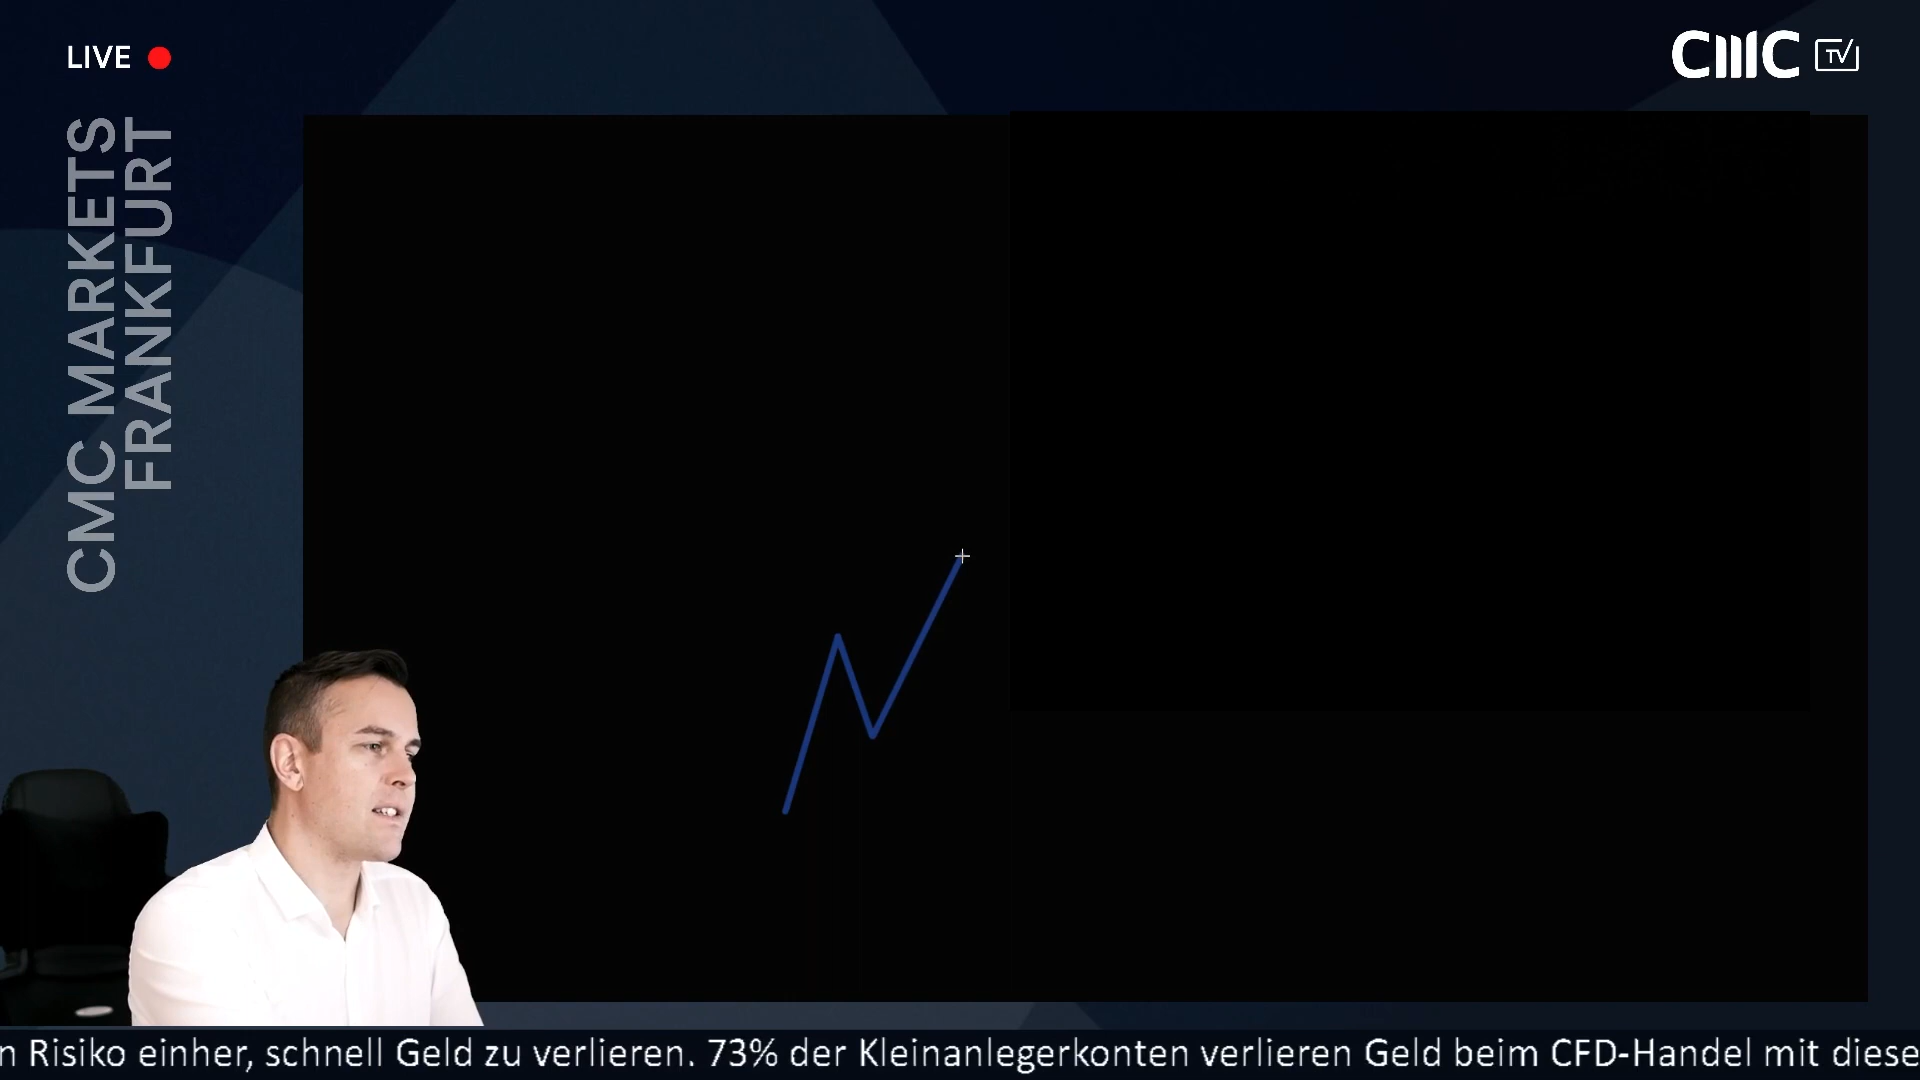 LIVE
CMC TV
CMC MARKETS
FRANKFURT
n Risiko einher, schnell Geld zu verlieren. 73% der Kleinanlegerkonten verlieren Geld beim CFD-Handel mit diese